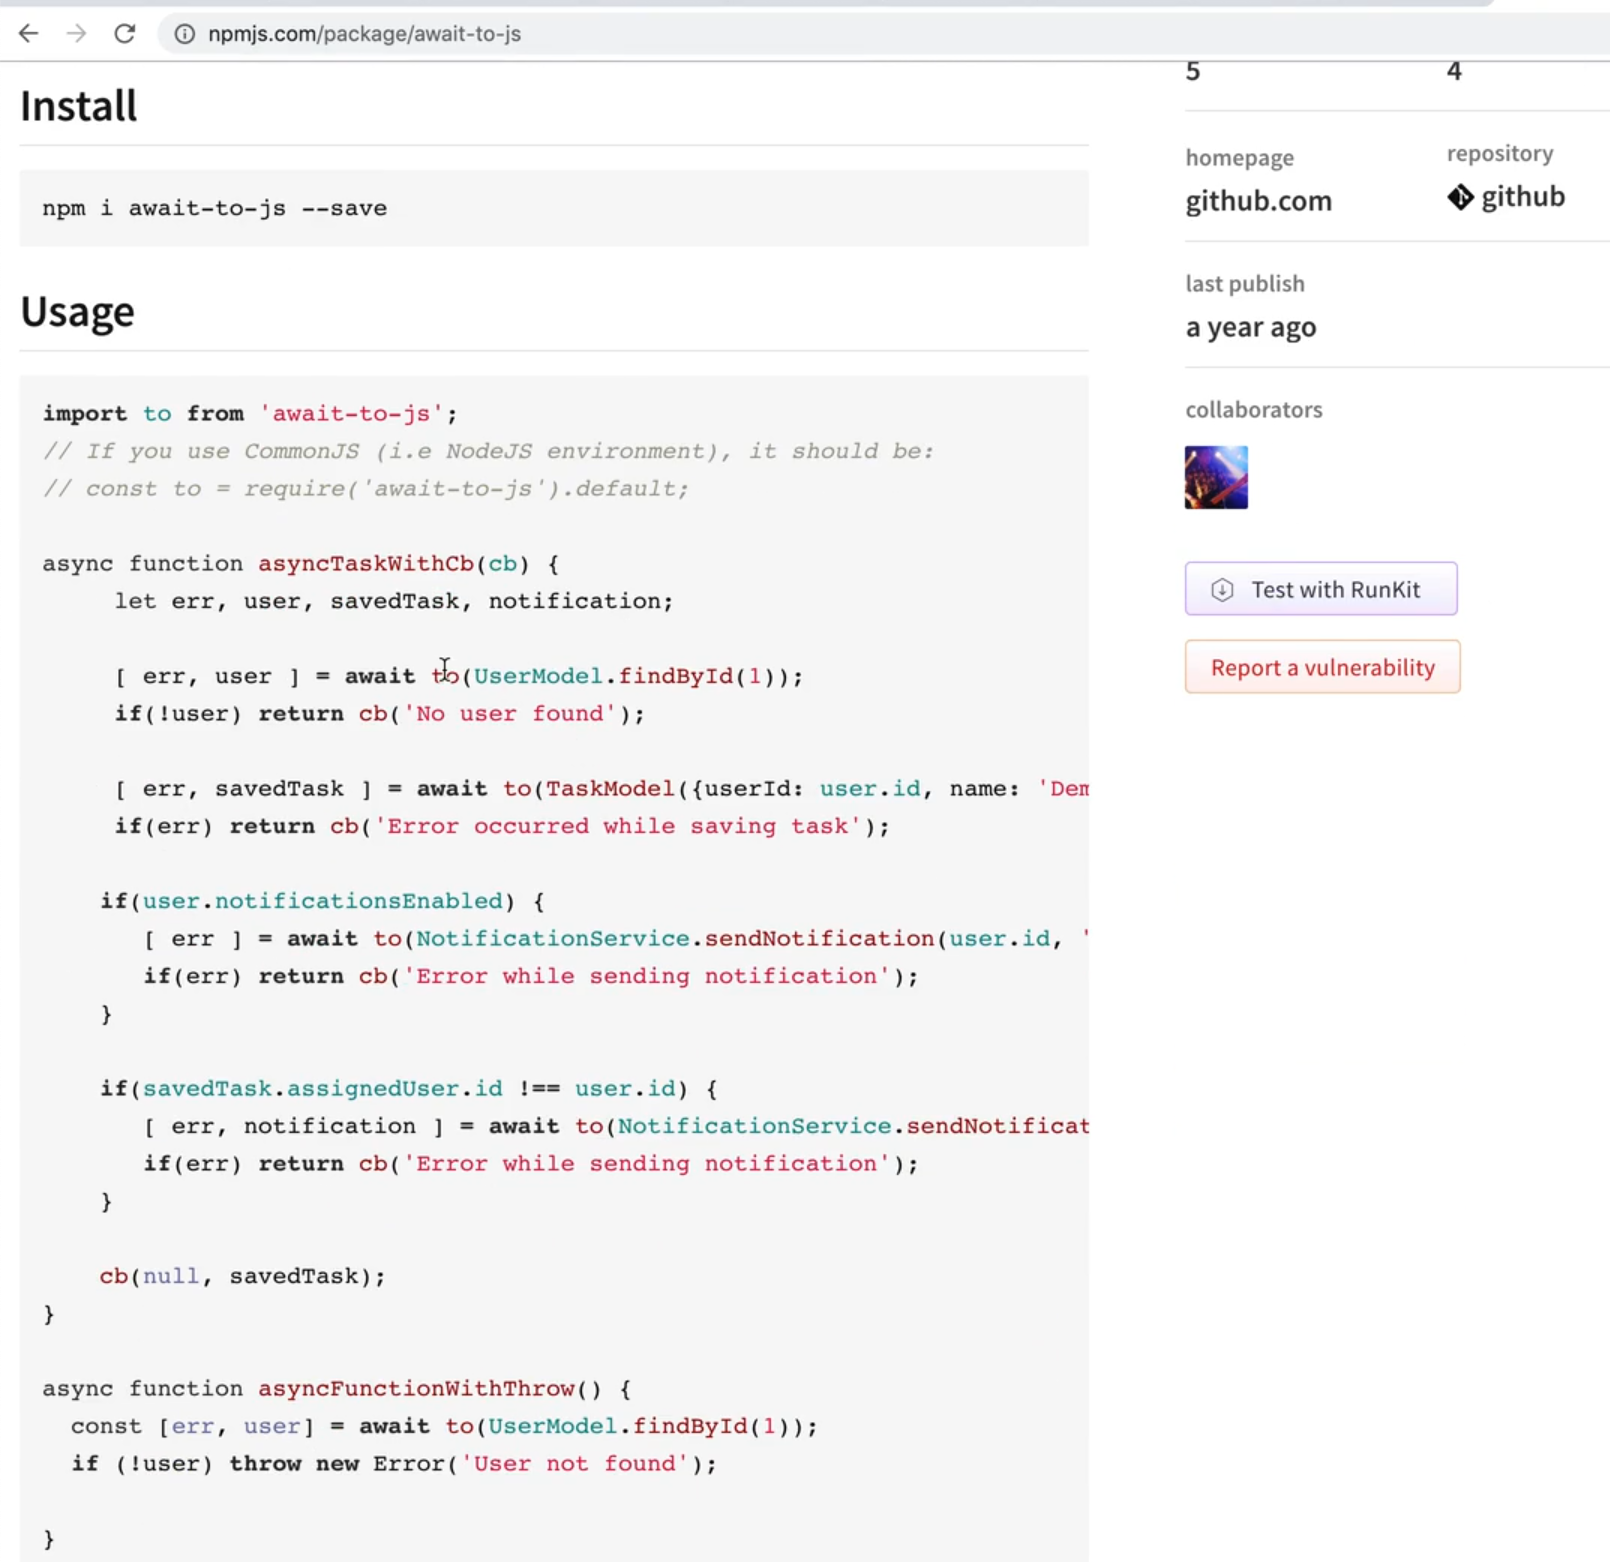 npmjs.com/package/await-to-js
Install
npm i await-to-js --save
Usage
import to from 'await-to-js';
// If you use CommonJS (i.e NodeJS environment), it should be:
// const to = require('await-to-js').default;
async function asyncTaskWithCb(cb) {
let err, user, savedTask, notification;
[ err, user ] = await to(UserModel.findById(1));
if(!user) return cb('No user found');
[ err, savedTask ] = await to(TaskModel({userId: user.id, name: 'Dem
if(err) return cb('Error occurred while saving task');
if(user.notificationsEnabled) {
[ err ] = await to(NotificationService.sendNotification(user.id, '
if(err) return cb('Error while sending notification');
}
if(savedTask.assignedUser.id !== user.id) {
[ err, notification ] = await to(NotificationService.sendNotificat
if(err) return cb('Error while sending notification');
}
cb(null, savedTask);
}
async function asyncFunctionWithThrow() {
const [err, user] = await to(UserModel.findById(1));
if (!user) throw new Error('User not found');
}
5 4
homepage
github.com
repository
github
last publish
a year ago
collaborators
Test with RunKit
Report a vulnerability